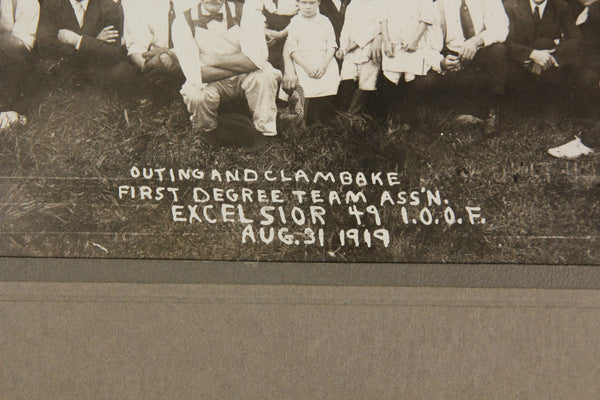 OUTING AND CLAMBAKE
FIRST DEGREE TEAM ASS'N.
EXCELSIOR 49 I.O.O.F.
AUG. 31 1919